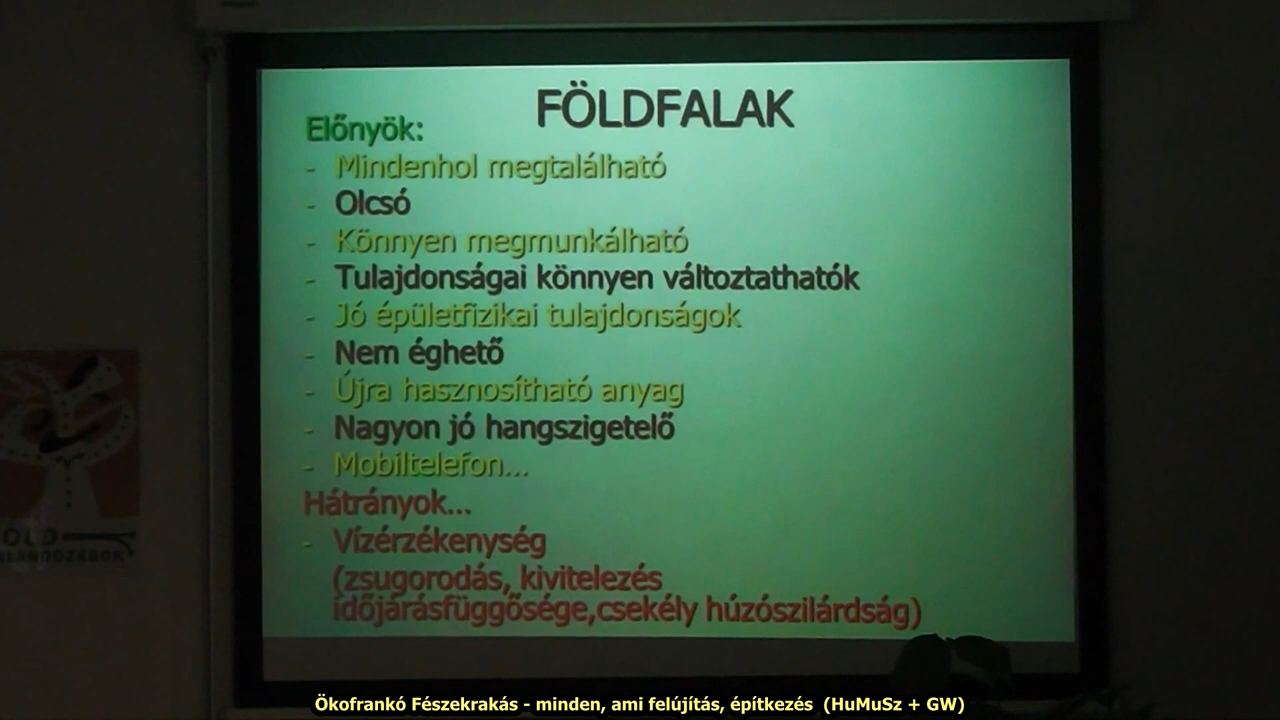 FÖLDFALAK
Előnyök:
- Mindenhol megtalálható
- Olcsó
- Könnyen megmunkálható
- Tulajdonságai könnyen változtathatók
- Jó épületfizikai tulajdonságok
- Nem éghető
- Újra hasznosítható anyag
- Nagyon jó hangszigetelő
- Mobiltelefon...
Hátrányok...
- Vízérzékenység
(zsugorodás, kivitelezés
időjárásfüggősége,csekély húzószilárdság)
Ökofrankó Fészekrakás - minden, ami felújítás, építkezés (HuMuSz + GW)